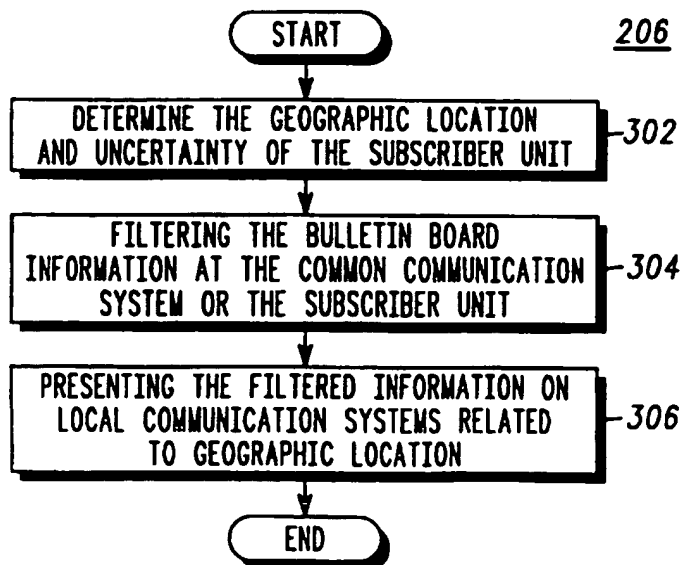 START
206
DETERMINE THE GEOGRAPHIC LOCATION
AND UNCERTAINTY OF THE SUBSCRIBER UNIT
302
FILTERING THE BULLETIN BOARD
INFORMATION AT THE COMMON COMMUNICATION
SYSTEM OR THE SUBSCRIBER UNIT
304
PRESENTING THE FILTERED INFORMATION ON
LOCAL COMMUNICATION SYSTEMS RELATED
TO GEOGRAPHIC LOCATION
306
END